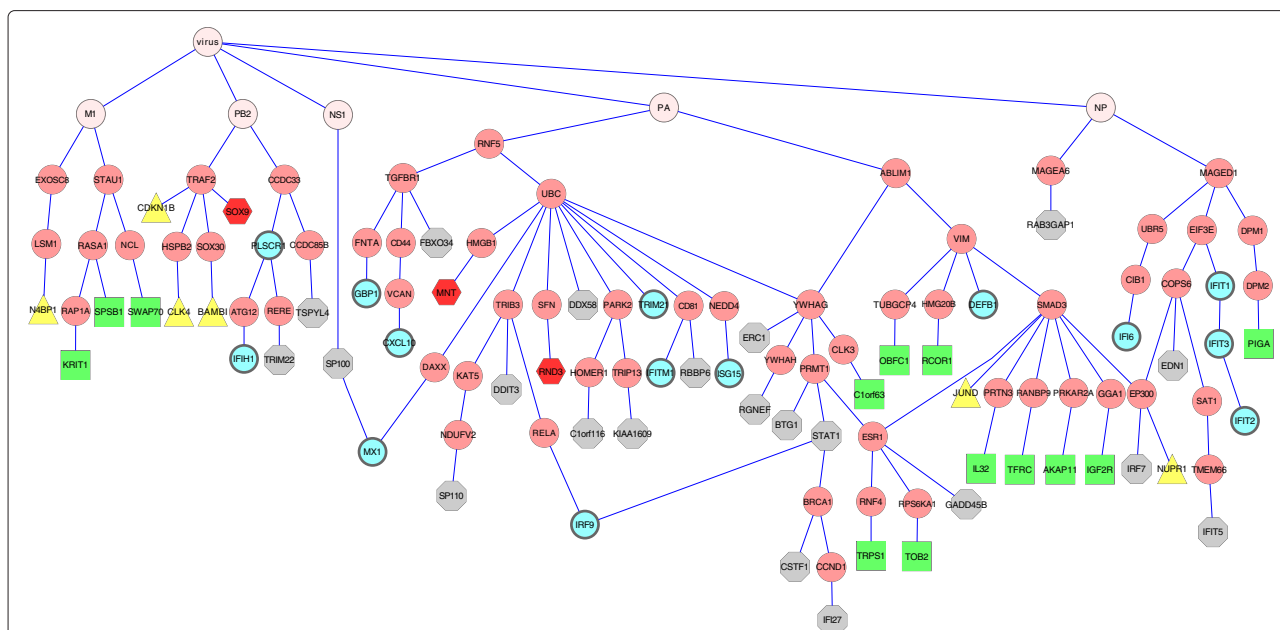 virus
M1
PB2
NS1
PA
NP
RNF5
EXOSC8
STAU1
TRAF2
CCDC33
TGFBR1
UBC
ABLIM1
MAGEA6
MAGED1
CDKN1B
SOX9
RAB3GAP1
LSM1
RASA1
NCL
HSPB2
SOX30
PLSCR1
CCDC85B
FNTA
CD44
FBXO34
HMGB1
VIM
UBR5
EIF3E
DPM1
N4BP1
RAP1A
SPSB1
SWAP70
CLK4
BAMBI
ATG12
RERE
TSPYL4
GBP1
VCAN
MNT
TRIB3
SFN
DDX58
PARK2
TRIM21
CD81
NEDD4
YWHAG
TUBGCP4
HMG20B
DEFB1
SMAD3
CIB1
COPS6
IFIT1
DPM2
KRIT1
IFIH1
TRIM22
SP100
CXCL10
ERC1
CLK3
IFI6
IFIT3
PIGA
DAXX
KAT5
DDIT3
RND3
HOMER1
TRIP13
IFITM1
RBBP6
ISG15
YWHAH
PRMT1
OBFC1
RCOR1
EDN1
C1orf63
JUND
PRTN3
RANBP9
PRKAR2A
GGA1
EP300
SAT1
RGNEF
BTG1
IFIT2
MX1
NDUFV2
RELA
C1orf116
KIAA1609
STAT1
ESR1
IL32
TFRC
AKAP11
IGF2R
IRF7
NUPR1
TMEM66
SP110
BRCA1
RNF4
RPS6KA1
GADD45B
IRF9
IFIT5
CSTF1
CCND1
TRPS1
TOB2
IFI27